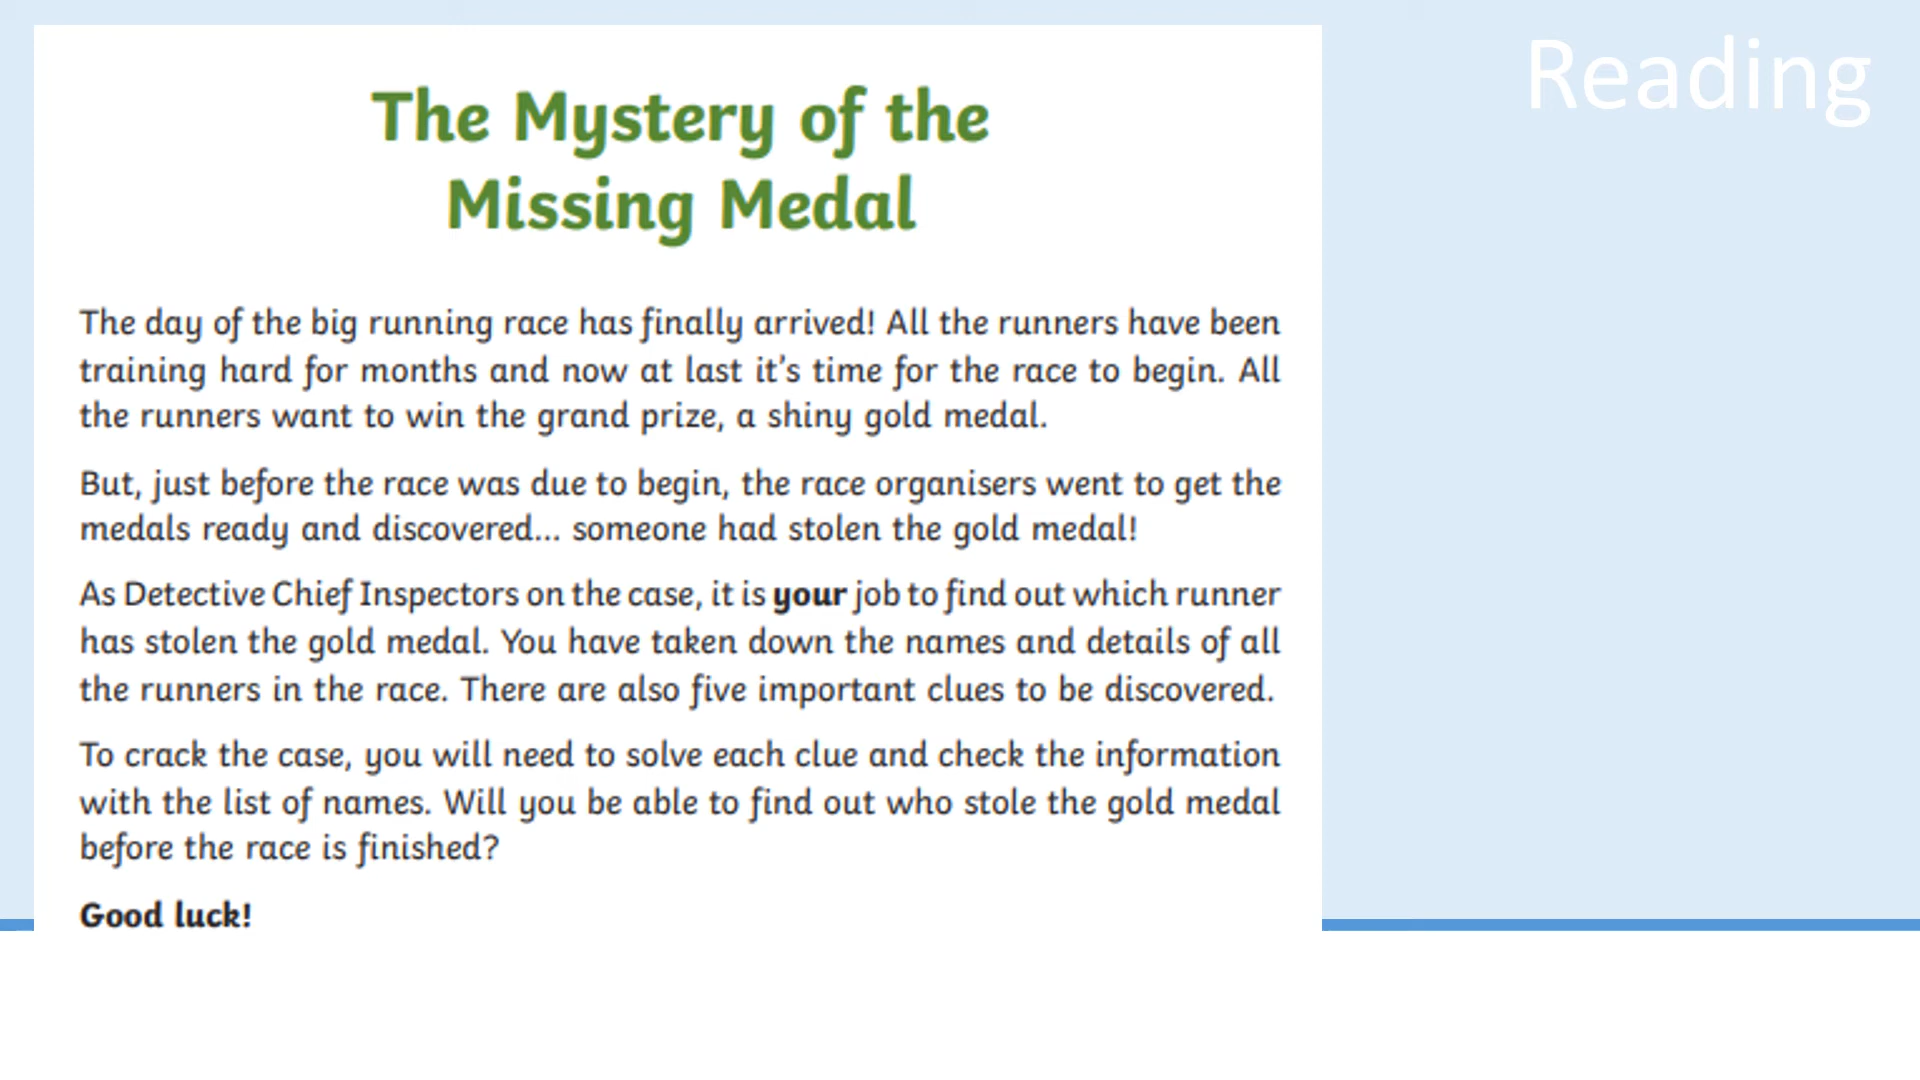 Reading
The Mystery of the
Missing Medal
The day of the big running race has finally arrived! All the runners have been
training hard for months and now at last it’s time for the race to begin. All
the runners want to win the grand prize, a shiny gold medal.
But, just before the race was due to begin, the race organisers went to get the
medals ready and discovered... someone had stolen the gold medal!
As Detective Chief Inspectors on the case, it is your job to find out which runner
has stolen the gold medal. You have taken down the names and details of all
the runners in the race. There are also five important clues to be discovered.
To crack the case, you will need to solve each clue and check the information
with the list of names. Will you be able to find out who stole the gold medal
before the race is finished?
Good luck!